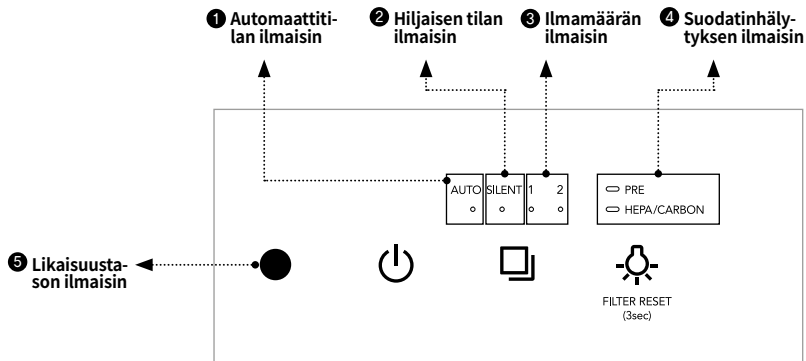 ❶ Automaattiti-
lan ilmaisin
❷ Hiljaisen tilan
ilmaisin
❸ Ilmamäärän
ilmaisin
❹ Suodatinhäly-
tyksen ilmaisin
AUTO SILENT 1 2
PRE
HEPA/CARBON
❺ Likaisuusta-
son ilmaisin
FILTER RESET
(3sec)